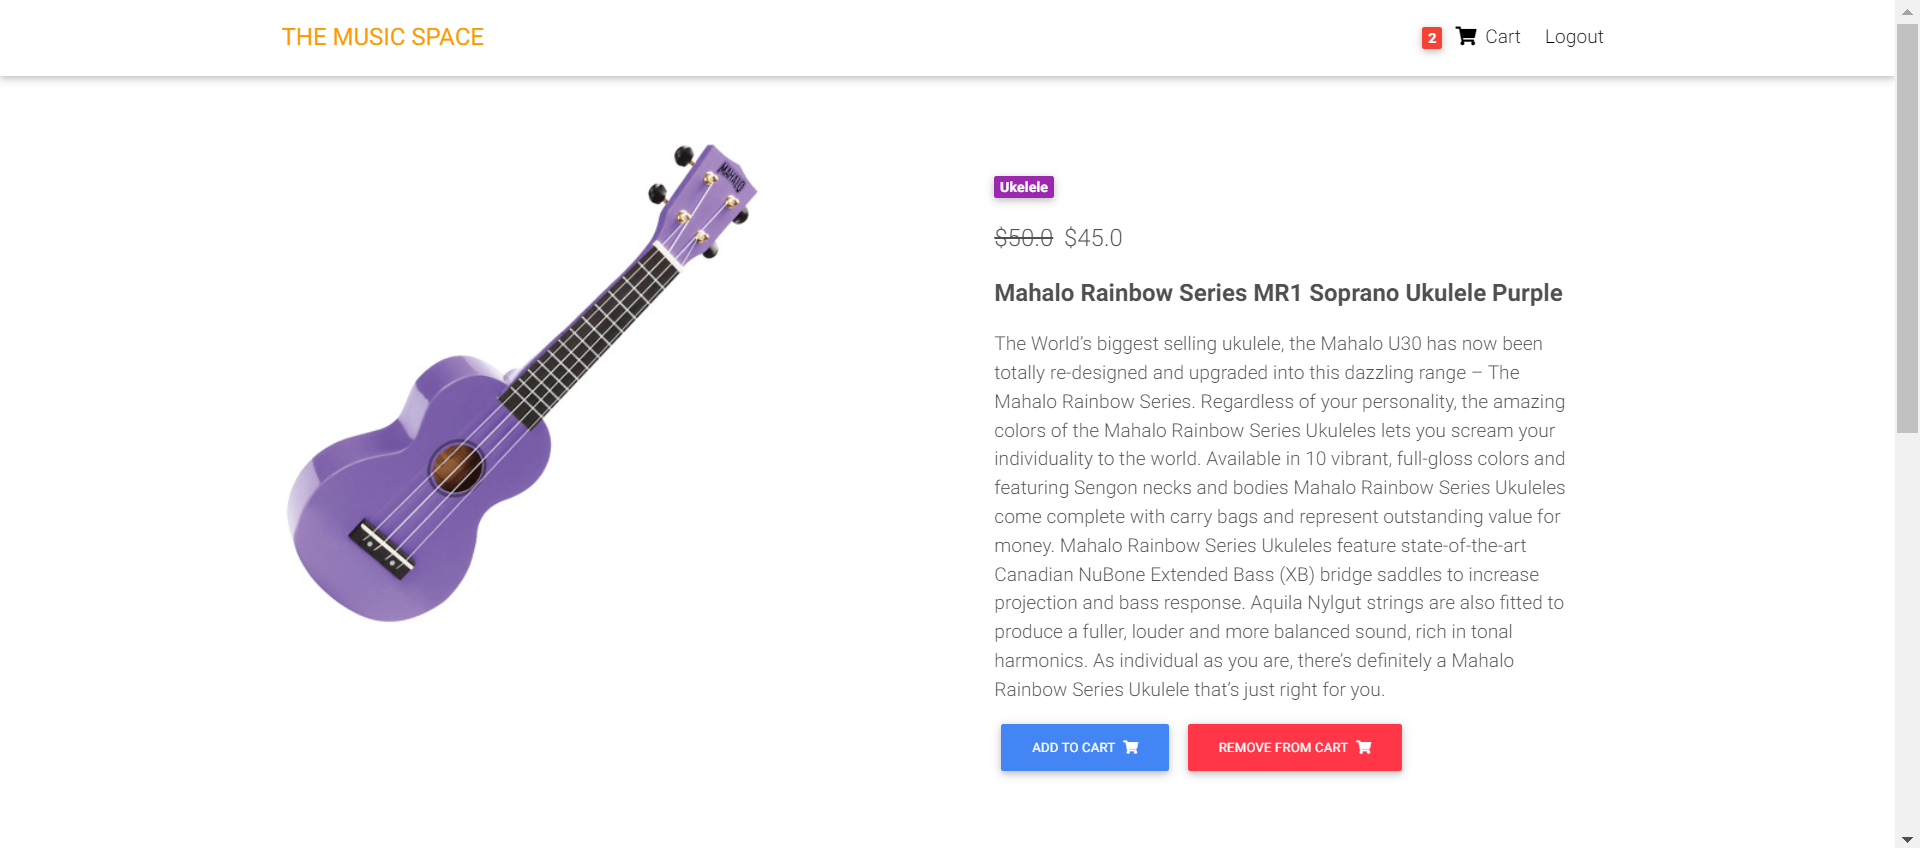 THE MUSIC SPACE
2 Cart Logout
MAHALO
Ukelele
$50.0 $45.0
Mahalo Rainbow Series MR1 Soprano Ukulele Purple
The World’s biggest selling ukulele, the Mahalo U30 has now been
totally re-designed and upgraded into this dazzling range – The
Mahalo Rainbow Series. Regardless of your personality, the amazing
colors of the Mahalo Rainbow Series Ukuleles lets you scream your
individuality to the world. Available in 10 vibrant, full-gloss colors and
featuring Sengon necks and bodies Mahalo Rainbow Series Ukuleles
come complete with carry bags and represent outstanding value for
money. Mahalo Rainbow Series Ukuleles feature state-of-the-art
Canadian NuBone Extended Bass (XB) bridge saddles to increase
projection and bass response. Aquila Nylgut strings are also fitted to
produce a fuller, louder and more balanced sound, rich in tonal
harmonics. As individual as you are, there’s definitely a Mahalo
Rainbow Series Ukulele that’s just right for you.
ADD TO CART REMOVE FROM CART